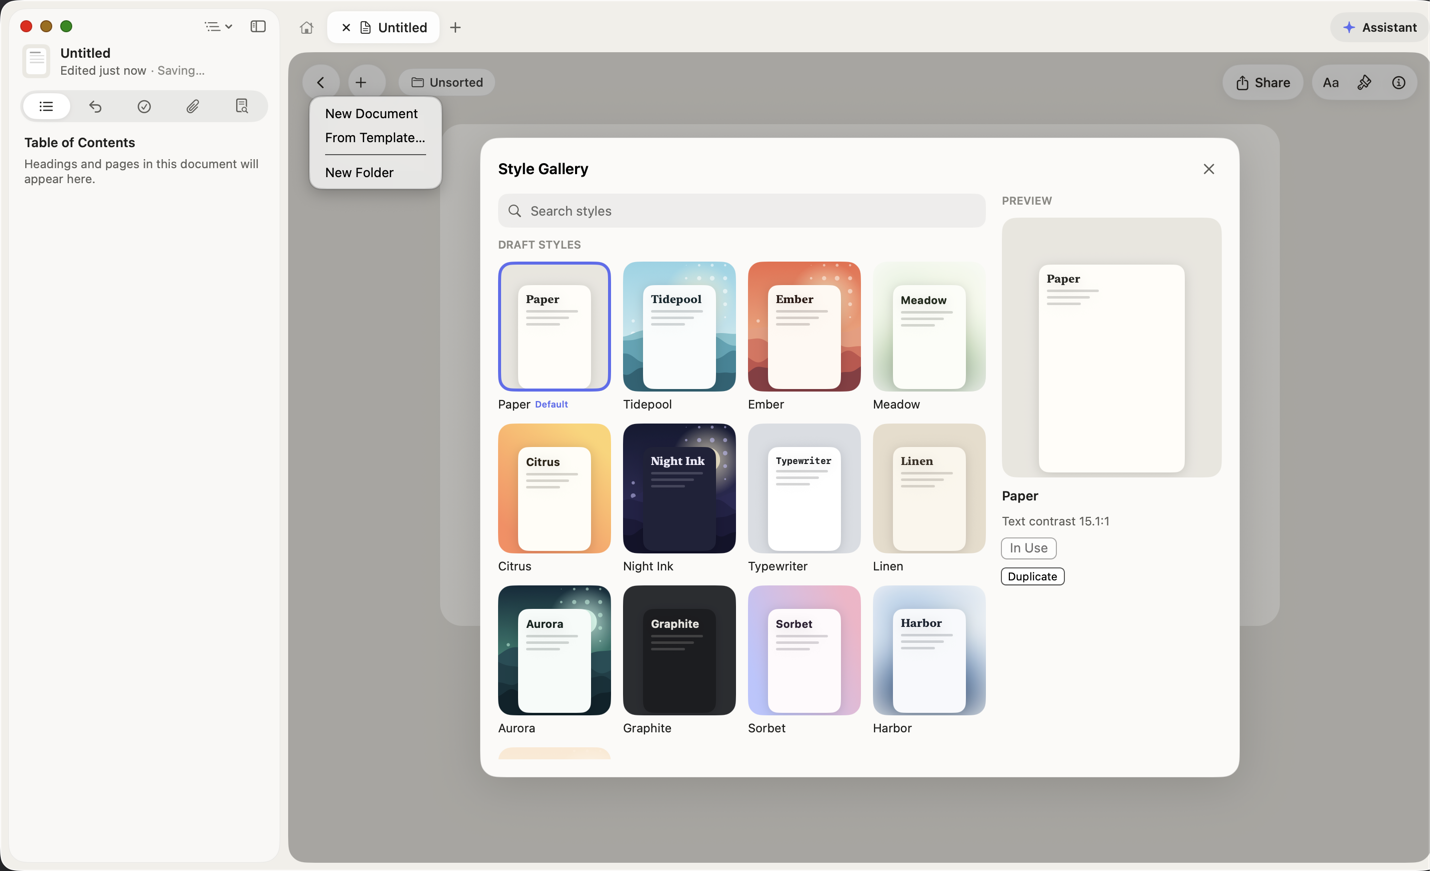 Untitled
Edited just now · Saving...
Table of Contents
Headings and pages in this document will
appear here.
Untitled
Assistant
Unsorted
Share
Aa
New Document
From Template...
New Folder
Style Gallery
Search styles
DRAFT STYLES
Paper
Paper Default
Tidepool
Tidepool
Ember
Ember
Meadow
Meadow
Citrus
Citrus
Night Ink
Night Ink
Typewriter
Typewriter
Linen
Linen
Aurora
Aurora
Graphite
Graphite
Sorbet
Sorbet
Harbor
Harbor
PREVIEW
Paper
Paper
Text contrast 15.1:1
In Use
Duplicate